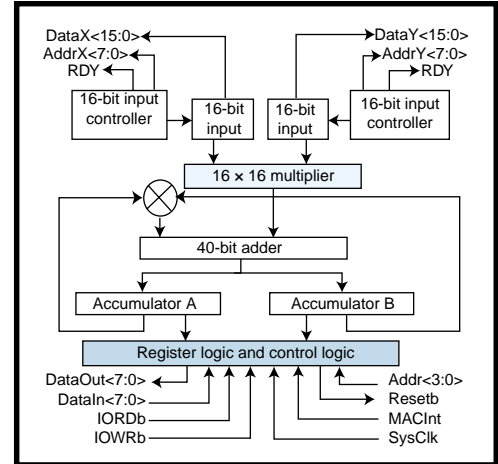 DataX<15:0>
DataY<15:0>
AddrX<7:0>
AddrY<7:0>
RDY
RDY
16-bit input
controller
16-bit
input
16-bit
input
16-bit input
controller
16 × 16 multiplier
40-bit adder
Accumulator A
Accumulator B
Register logic and control logic
DataOut<7:0>
Addr<3:0>
DataIn<7:0>
Resetb
IORDb
MACInt
IOWRb
SysClk